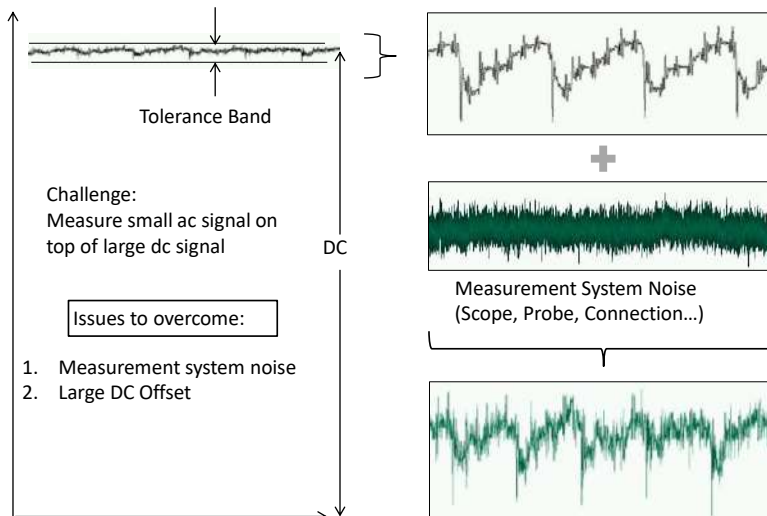 Tolerance Band
Challenge:
Measure small ac signal on
top of large dc signal
DC
Issues to overcome:
1. Measurement system noise
2. Large DC Offset
Measurement System Noise
(Scope, Probe, Connection…)